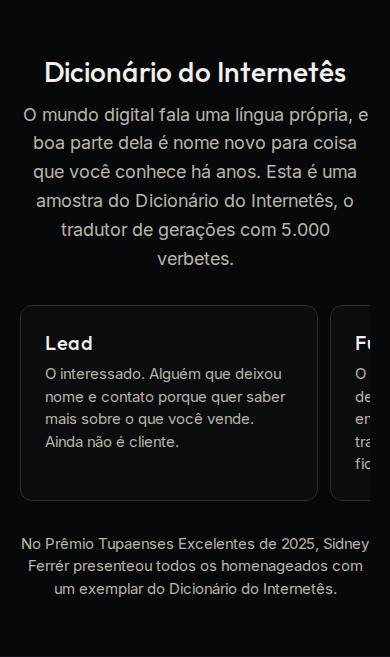 Dicionário do Internetês
O mundo digital fala uma língua própria, e
boa parte dela é nome novo para coisa
que você conhece há anos. Esta é uma
amostra do Dicionário do Internetês, o
tradutor de gerações com 5.000
verbetes.
Lead
O interessado. Alguém que deixou
nome e contato porque quer saber
mais sobre o que você vende.
Ainda não é cliente.
O
No Prêmio Tupaenses Excelentes de 2025, Sidney
Ferrér presenteou todos os homenageados com
um exemplar do Dicionário do Internetês.